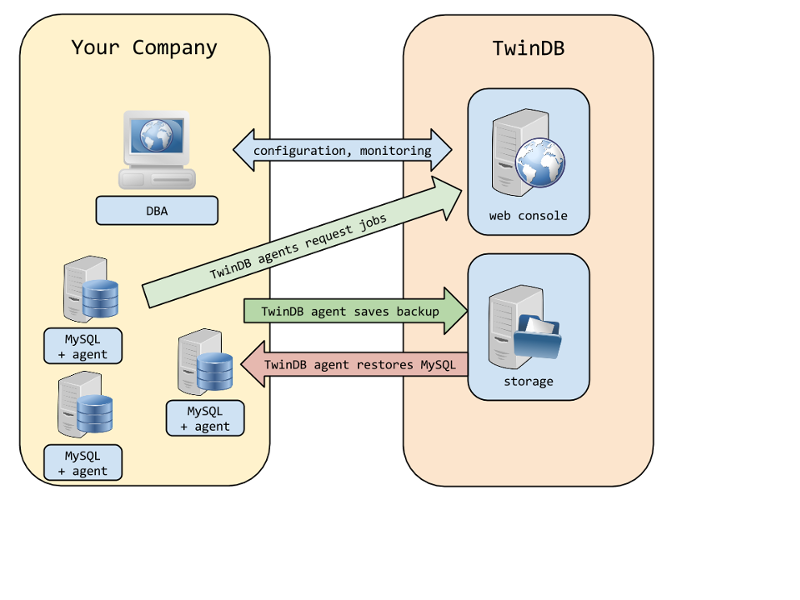 Your Company
TwinDB
configuration, monitoring
DBA
web console
TwinDB agents request jobs
TwinDB agent saves backup
MySQL
+ agent
TwinDB agent restores MySQL
storage
MySQL
+ agent
MySQL
+ agent